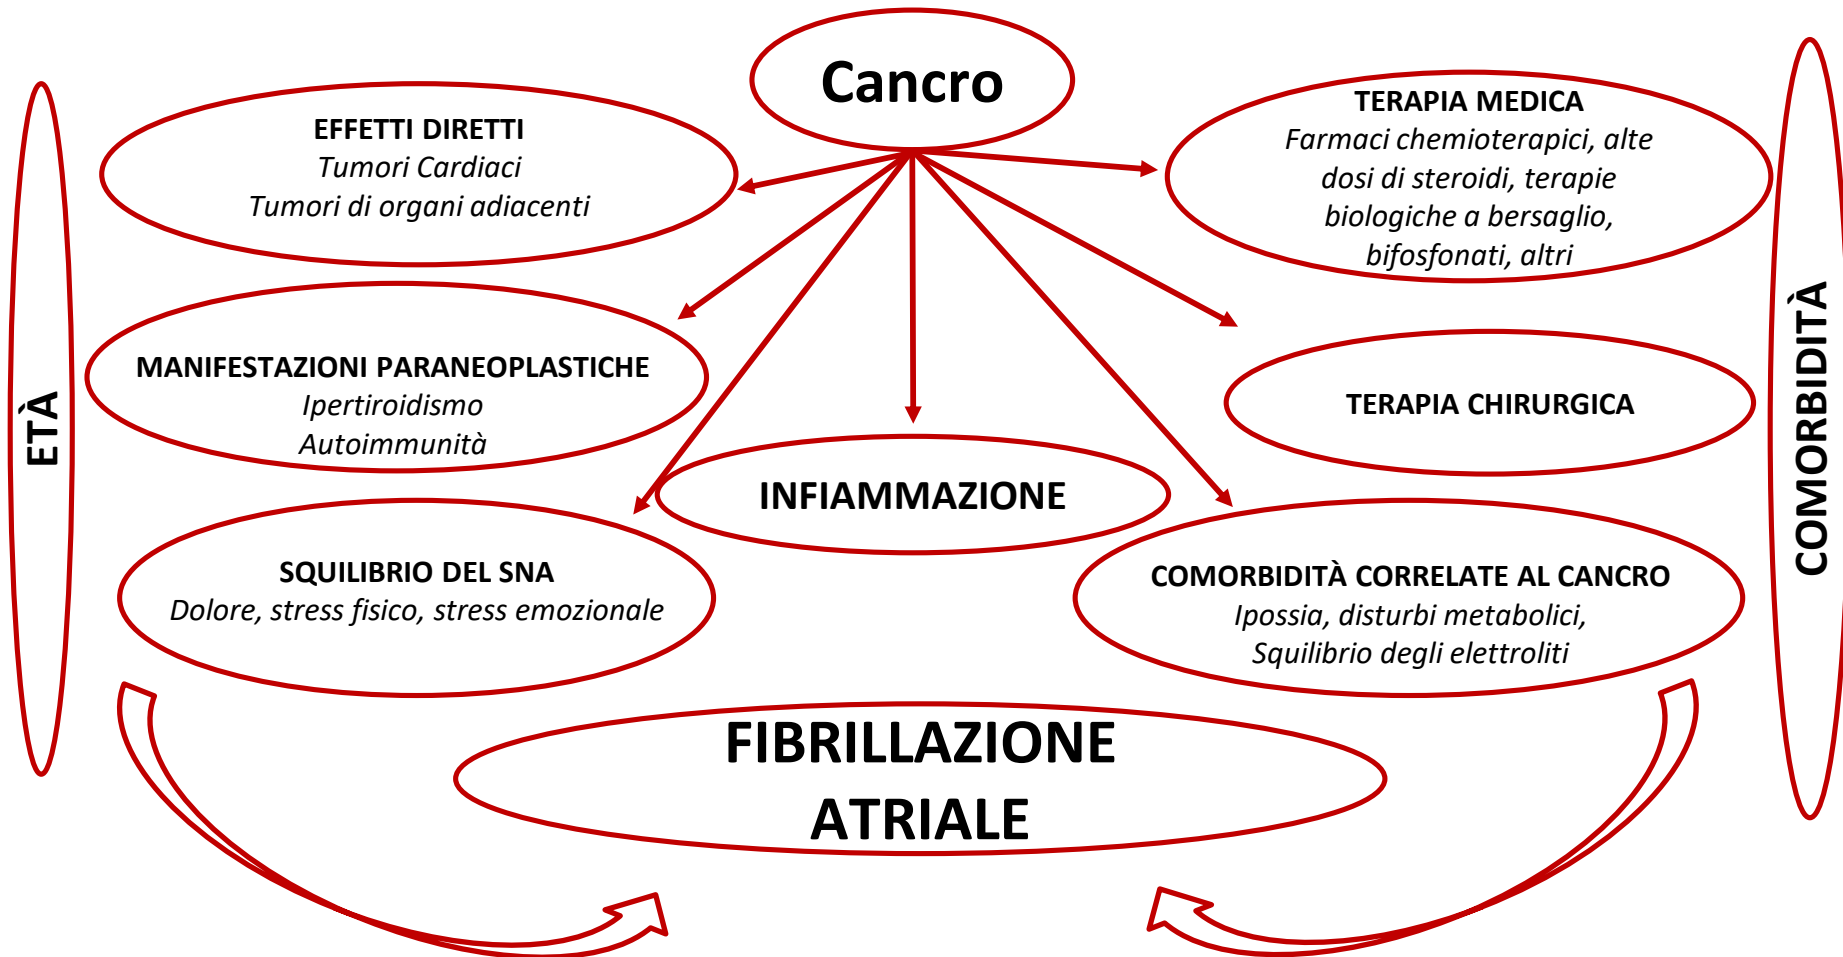 Cancro
EFFETTI DIRETTI
Tumori Cardiaci
Tumori di organi adiacenti
TERAPIA MEDICA
Farmaci chemioterapici, alte
dosi di steroidi, terapie
biologiche a bersaglio,
bifosfonati, altri
ETÀ
MANIFESTAZIONI PARANEOPLASTICHE
Ipertiroidismo
Autoimmunità
TERAPIA CHIRURGICA
COMORBIDITÀ
INFIAMMAZIONE
SQUILIBRIO DEL SNA
Dolore, stress fisico, stress emozionale
COMORBIDITÀ CORRELATE AL CANCRO
Ipossia, disturbi metabolici,
Squilibrio degli elettroliti
FIBRILLAZIONE
ATRIALE